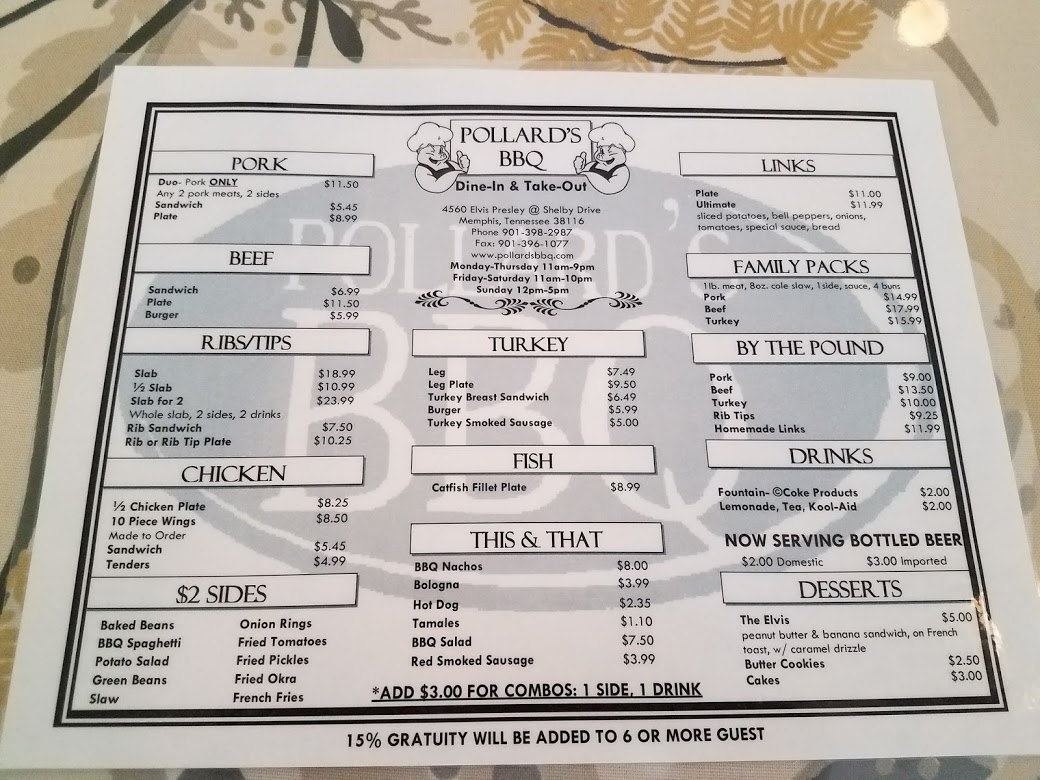 POLLARD'S
BBQ
Dine-In & Take-Out
4560 Elvis Presley @ Shelby Drive
Memphis, Tennessee 38116
Phone 901-398-2987
Fax: 901-396-1077
www.pollardsbbq.com
Monday-Thursday 11am-9pm
Friday-Saturday 11am-10pm
Sunday 12pm-5pm
PORK
Duo- Pork ONLY $11.50
Any 2 pork meats, 2 sides
Sandwich $5.45
Plate $8.99
BEEF
Sandwich $6.99
Plate $11.50
Burger $5.99
RIBS/TIPS
Slab $18.99
½ Slab $10.99
Slab for 2 $23.99
Whole slab, 2 sides, 2 drinks
Rib Sandwich $7.50
Rib or Rib Tip Plate $10.25
CHICKEN
½ Chicken Plate $8.25
10 Piece Wings $8.50
Made to Order
Sandwich $5.45
Tenders $4.99
$2 SIDES
Baked Beans Onion Rings
BBQ Spaghetti Fried Tomatoes
Potato Salad Fried Pickles
Green Beans Fried Okra
Slaw French Fries
TURKEY
Leg $7.49
Leg Plate $9.50
Turkey Breast Sandwich $6.49
Burger $5.99
Turkey Smoked Sausage $5.00
FISH
Catfish Fillet Plate $8.99
THIS & THAT
BBQ Nachos $8.00
Bologna $3.99
Hot Dog $2.35
Tamales $1.10
BBQ Salad $7.50
Red Smoked Sausage $3.99
*ADD $3.00 FOR COMBOS: 1 SIDE, 1 DRINK
LINKS
Plate $11.00
Ultimate $11.99
sliced potatoes, bell peppers, onions,
tomatoes, special sauce, bread
FAMILY PACKS
1lb. meat, 8oz. cole slaw, 1side, sauce, 4 buns
Pork $14.99
Beef $17.99
Turkey $15.99
BY THE POUND
Pork $9.00
Beef $13.50
Turkey $10.00
Rib Tips $9.25
Homemade Links $11.99
DRINKS
Fountain- ©Coke Products $2.00
Lemonade, Tea, Kool-Aid $2.00
NOW SERVING BOTTLED BEER
$2.00 Domestic $3.00 Imported
DESSERTS
The Elvis $5.00
peanut butter & banana sandwich, on French
toast, w/ caramel drizzle
Butter Cookies $2.50
Cakes $3.00
15% GRATUITY WILL BE ADDED TO 6 OR MORE GUEST
POLLARD'S
BBQ